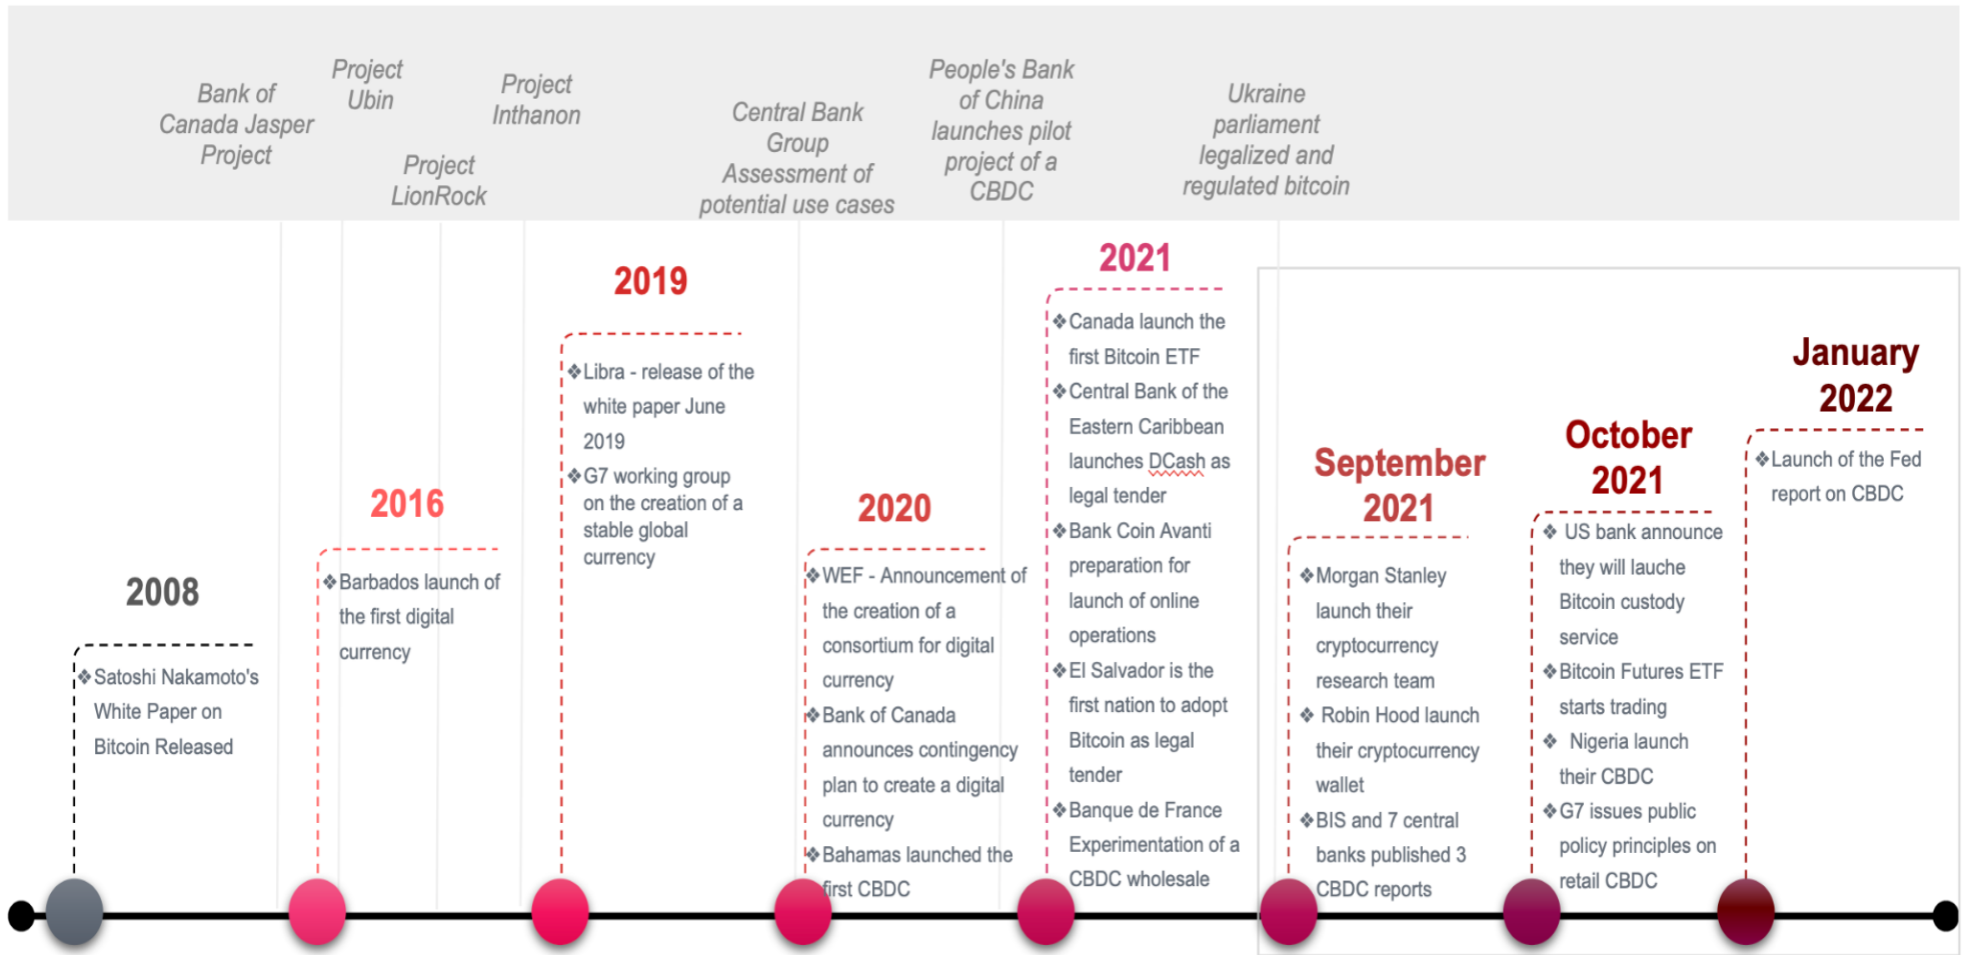 Bank of
Canada Jasper
Project
Project
Ubin
Project
LionRock
Project
Inthanon
Central Bank
Group
Assessment of
potential use cases
People's Bank
of China
launches pilot
project of a
CBDC
Ukraine
parliament
legalized and
regulated bitcoin
2008
❖Satoshi Nakamoto's
White Paper on
Bitcoin Released
2016
❖Barbados launch of
the first digital
currency
2019
❖Libra - release of the
white paper June
2019
❖G7 working group
on the creation of a
stable global
currency
2020
❖WEF - Announcement of
the creation of a
consortium for digital
currency
❖Bank of Canada
announces contingency
plan to create a digital
currency
❖Bahamas launched the
first CBDC
2021
❖Canada launch the
first Bitcoin ETF
❖Central Bank of the
Eastern Caribbean
launches DCash as
legal tender
❖Bank Coin Avanti
preparation for
launch of online
operations
❖El Salvador is the
first nation to adopt
Bitcoin as legal
tender
❖Banque de France
Experimentation of a
CBDC wholesale
September
2021
❖Morgan Stanley
launch their
cryptocurrency
research team
❖ Robin Hood launch
their cryptocurrency
wallet
❖BIS and 7 central
banks published 3
CBDC reports
October
2021
❖ US bank announce
they will lauche
Bitcoin custody
service
❖Bitcoin Futures ETF
starts trading
❖ Nigeria launch
their CBDC
❖G7 issues public
policy principles on
retail CBDC
January
2022
❖Launch of the Fed
report on CBDC